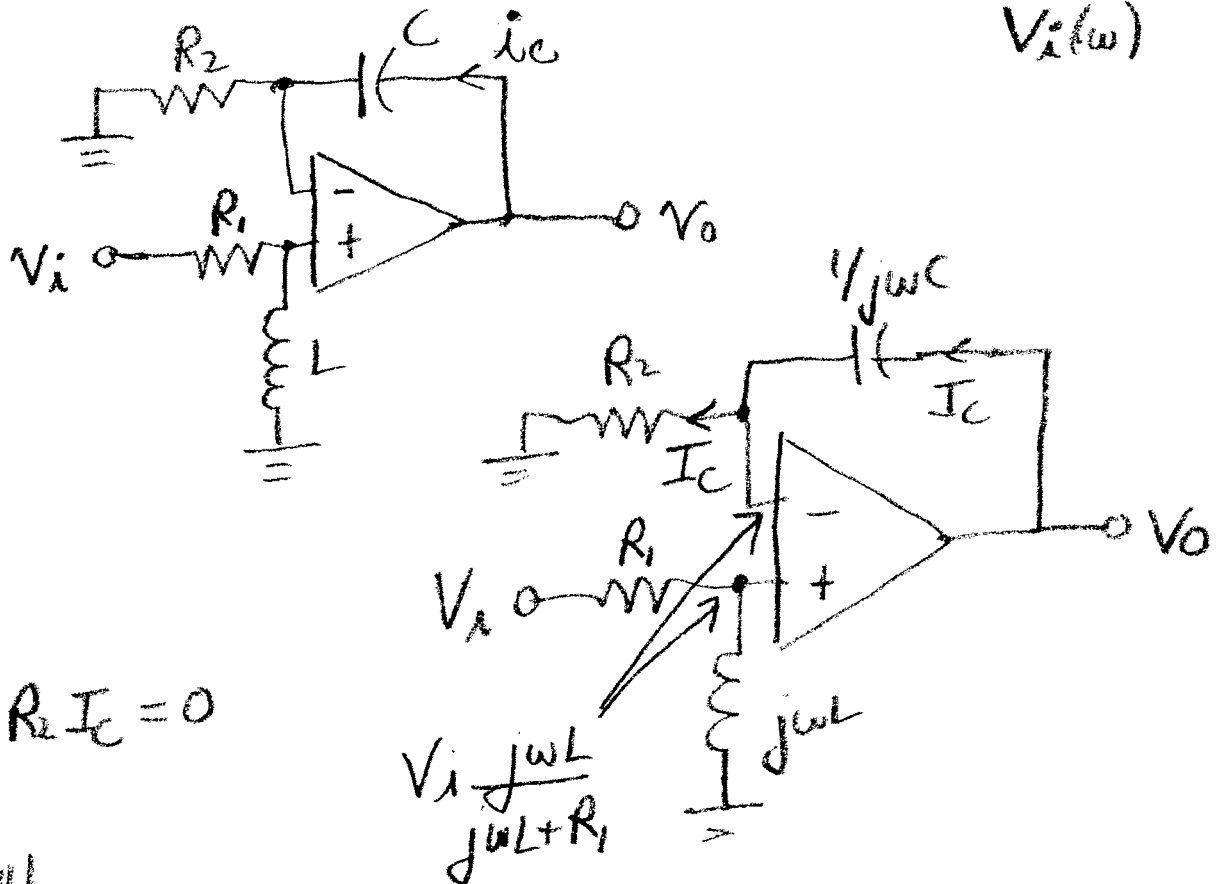 Vi(ω)
R2
C
ic
R1
−
+
vi
vo
L
1/jωC
R2
Ic
Ic
−
+
R1
Vi
Vo
jωL
R2 Ic = 0
Vi jωL
jωL+R1